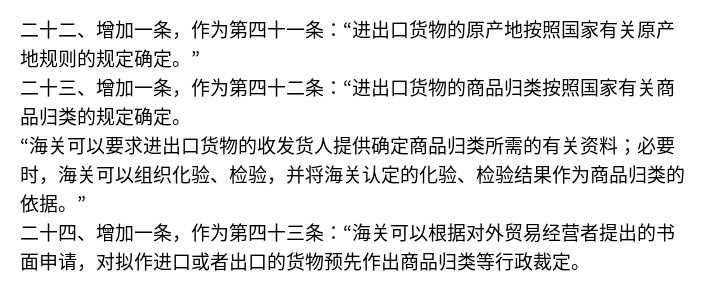 二十二、增加一条，作为第四十一条：“进出口货物的原产地按照国家有关原产
地规则的规定确定。”
二十三、增加一条，作为第四十二条：“进出口货物的商品归类按照国家有关商
品归类的规定确定。
“海关可以要求进出口货物的收发货人提供确定商品归类所需的有关资料；必要
时，海关可以组织化验、检验，并将海关认定的化验、检验结果作为商品归类的
依据。”
二十四、增加一条，作为第四十三条：“海关可以根据对外贸易经营者提出的书
面申请，对拟作进口或者出口的货物预先作出商品归类等行政裁定。